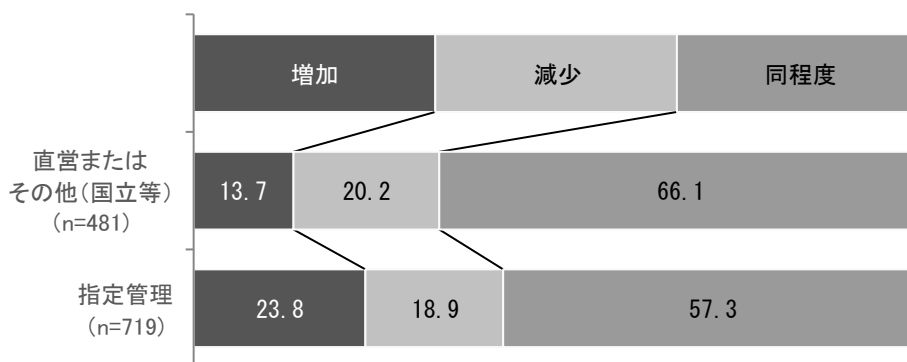 増加 減少 同程度
直営または
その他(国立等)
(n=481)
13.7 20.2 66.1
指定管理
(n=719)
23.8 18.9 57.3